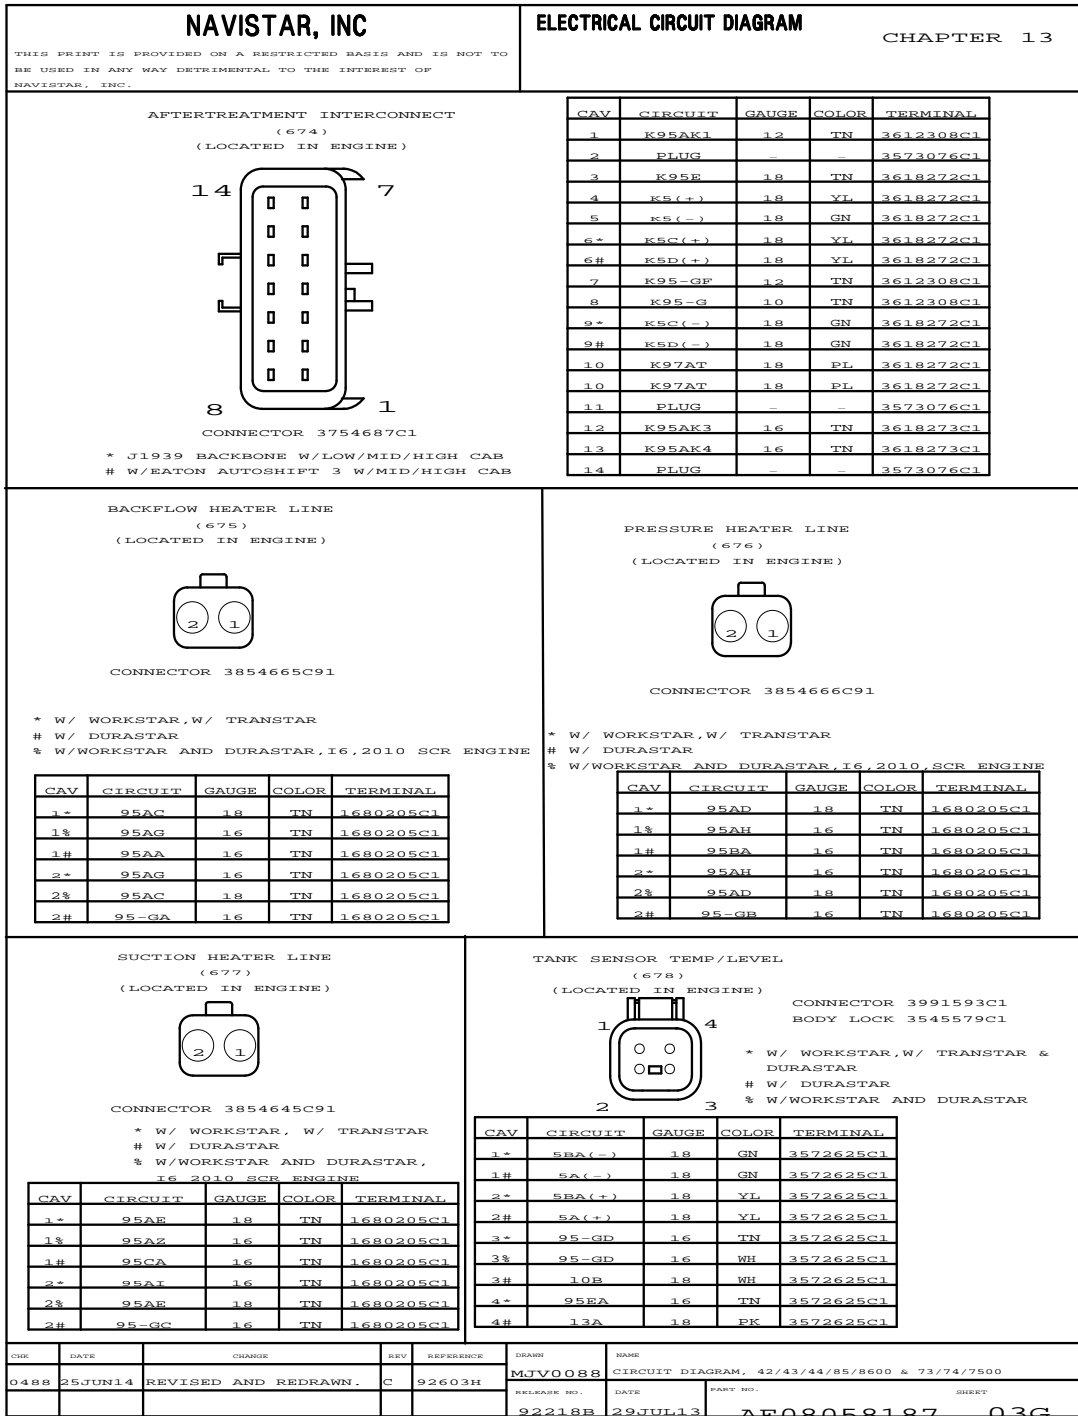 NAVISTAR, INC
THIS PRINT IS PROVIDED ON A RESTRICTED BASIS AND IS NOT TO
BE USED IN ANY WAY DETRIMENTAL TO THE INTEREST OF
NAVISTAR, INC.
ELECTRICAL CIRCUIT DIAGRAM
CHAPTER 13
AFTERTREATMENT INTERCONNECT
(674)
(LOCATED IN ENGINE)
14 7
8 1
CONNECTOR 3754687C1
* J1939 BACKBONE W/LOW/MID/HIGH CAB
# W/EATON AUTOSHIFT 3 W/MID/HIGH CAB
CAV CIRCUIT GAUGE COLOR TERMINAL
1 K95AK1 12 TN 3612308C1
2 PLUG – – 3573076C1
3 K95E 18 TN 3618272C1
4 K5(+) 18 YL 3618272C1
5 K5(-) 18 GN 3618272C1
6* K5C(+) 18 YL 3618272C1
6# K5D(+) 18 YL 3618272C1
7 K95-GF 12 TN 3612308C1
8 K95-G 10 TN 3612308C1
9* K5C(-) 18 GN 3618272C1
9# K5D(-) 18 GN 3618272C1
10 K97AT 18 PL 3618272C1
10 K97AT 18 PL 3618272C1
11 PLUG – – 3573076C1
12 K95AK3 16 TN 3618273C1
13 K95AK4 16 TN 3618273C1
14 PLUG – – 3573076C1
BACKFLOW HEATER LINE
(675)
(LOCATED IN ENGINE)
2 1
CONNECTOR 3854665C91
* W/ WORKSTAR,W/ TRANSTAR
# W/ DURASTAR
% W/WORKSTAR AND DURASTAR,I6,2010 SCR ENGINE
CAV CIRCUIT GAUGE COLOR TERMINAL
1* 95AC 18 TN 1680205C1
1% 95AG 16 TN 1680205C1
1# 95AA 16 TN 1680205C1
2* 95AG 16 TN 1680205C1
2% 95AC 18 TN 1680205C1
2# 95-GA 16 TN 1680205C1
PRESSURE HEATER LINE
(676)
(LOCATED IN ENGINE)
2 1
CONNECTOR 3854666C91
* W/ WORKSTAR,W/ TRANSTAR
# W/ DURASTAR
% W/WORKSTAR AND DURASTAR,I6,2010,SCR ENGINE
CAV CIRCUIT GAUGE COLOR TERMINAL
1* 95AD 18 TN 1680205C1
1% 95AH 16 TN 1680205C1
1# 95BA 16 TN 1680205C1
2* 95AH 16 TN 1680205C1
2% 95AD 18 TN 1680205C1
2# 95-GB 16 TN 1680205C1
SUCTION HEATER LINE
(677)
(LOCATED IN ENGINE)
2 1
CONNECTOR 3854645C91
* W/ WORKSTAR, W/ TRANSTAR
# W/ DURASTAR
% W/WORKSTAR AND DURASTAR,
I6 2010 SCR ENGINE
CAV CIRCUIT GAUGE COLOR TERMINAL
1* 95AE 18 TN 1680205C1
1% 95AZ 16 TN 1680205C1
1# 95CA 16 TN 1680205C1
2* 95AI 16 TN 1680205C1
2% 95AE 18 TN 1680205C1
2# 95-GC 16 TN 1680205C1
TANK SENSOR TEMP/LEVEL
(678)
(LOCATED IN ENGINE)
1 4
2 3
CONNECTOR 3991593C1
BODY LOCK 3545579C1
* W/ WORKSTAR,W/ TRANSTAR &
DURASTAR
# W/ DURASTAR
% W/WORKSTAR AND DURASTAR
CAV CIRCUIT GAUGE COLOR TERMINAL
1* 5BA(-) 18 GN 3572625C1
1# 5A(-) 18 GN 3572625C1
2* 5BA(+) 18 YL 3572625C1
2# 5A(+) 18 YL 3572625C1
3* 95-GD 16 TN 3572625C1
3% 95-GD 16 WH 3572625C1
3# 10B 18 WH 3572625C1
4* 95EA 16 TN 3572625C1
4# 13A 18 PK 3572625C1
CHK DATE CHANGE REV REFERENCE
0488 25JUN14 REVISED AND REDRAWN. C 92603H
DRAWN NAME
MJV0088 CIRCUIT DIAGRAM, 42/43/44/85/8600 & 73/74/7500
RELEASE NO. DATE PART NO. SHEET
92218B 29JUL13 AE08058187 03G